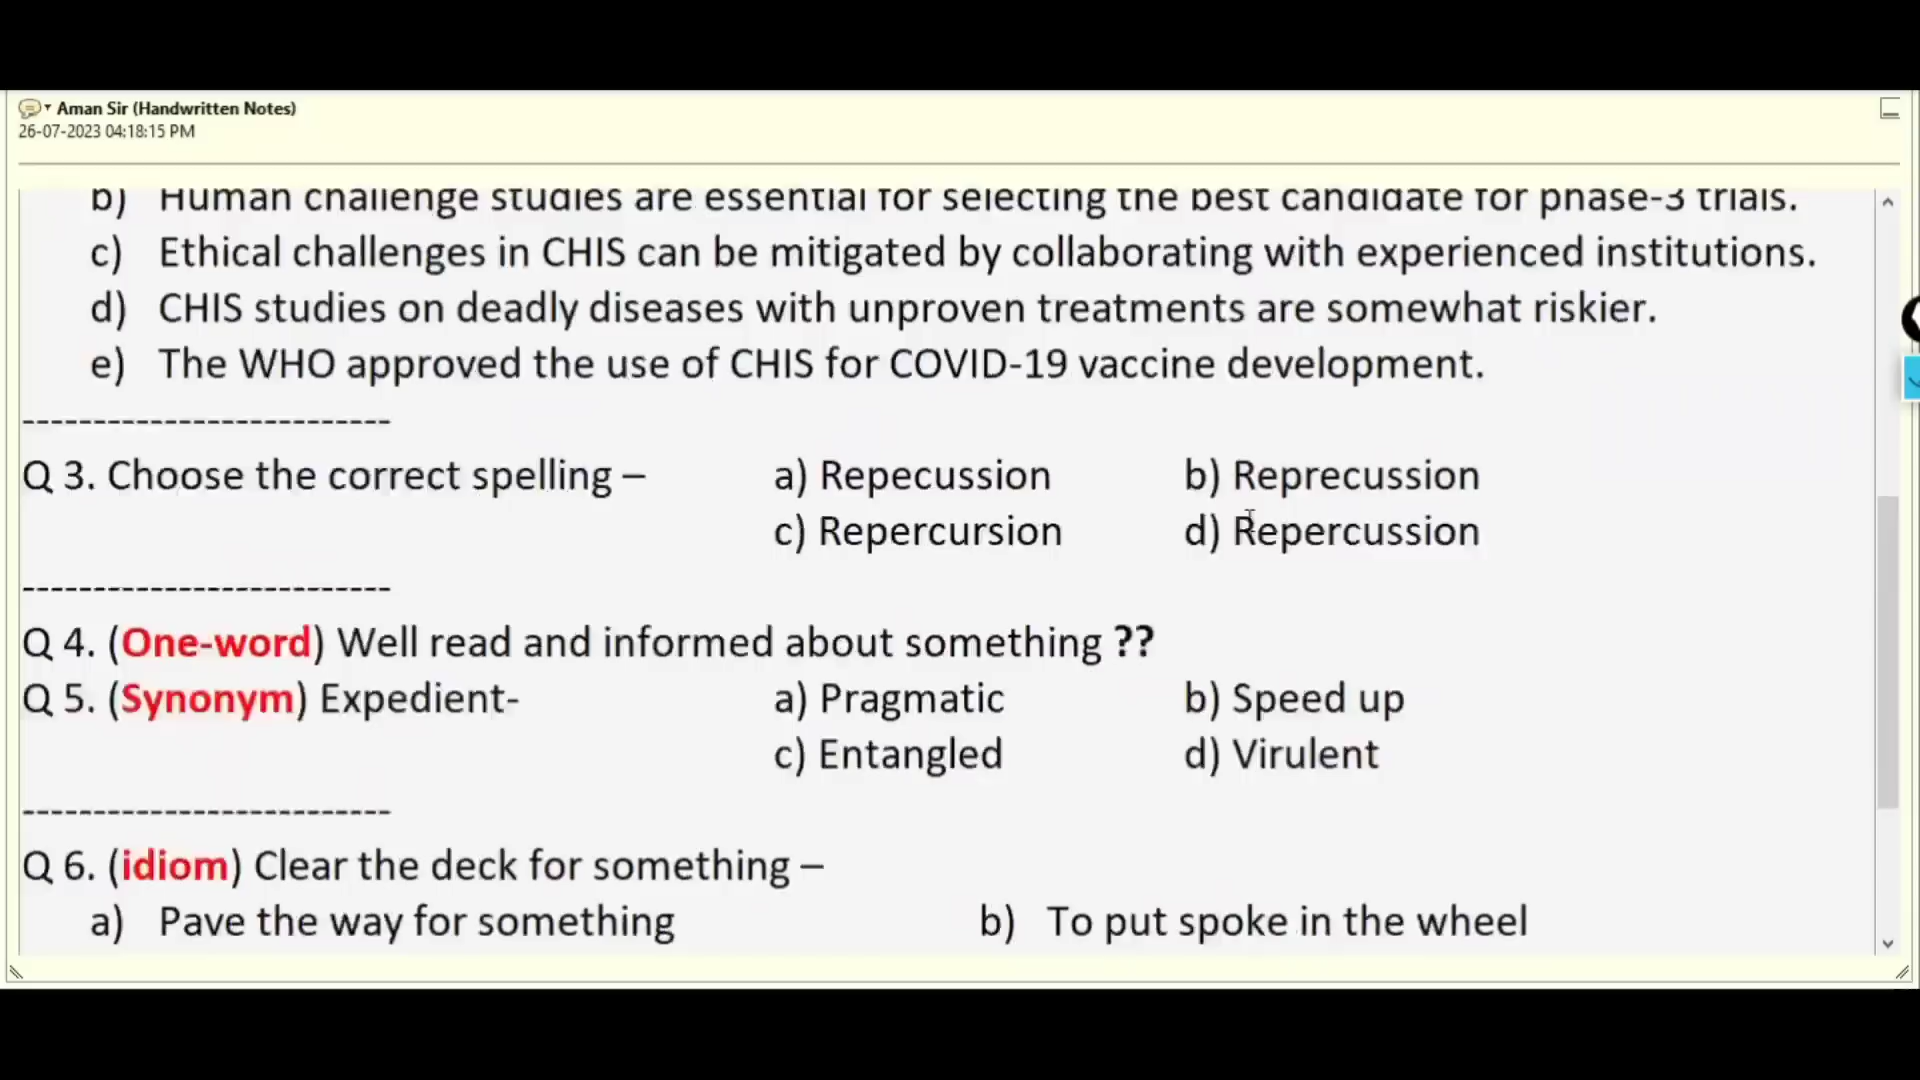 Aman Sir (Handwritten Notes)
26-07-2023 04:18:15 PM
b) Human challenge studies are essential for selecting the best candidate for phase-3 trials.
c) Ethical challenges in CHIS can be mitigated by collaborating with experienced institutions.
d) CHIS studies on deadly diseases with unproven treatments are somewhat riskier.
e) The WHO approved the use of CHIS for COVID-19 vaccine development.
--------------------------
Q 3. Choose the correct spelling – a) Repecussion b) Reprecussion
c) Repercursion d) Repercussion
--------------------------
Q 4. (One-word) Well read and informed about something ??
Q 5. (Synonym) Expedient- a) Pragmatic b) Speed up
c) Entangled d) Virulent
--------------------------
Q 6. (idiom) Clear the deck for something –
a) Pave the way for something b) To put spoke in the wheel